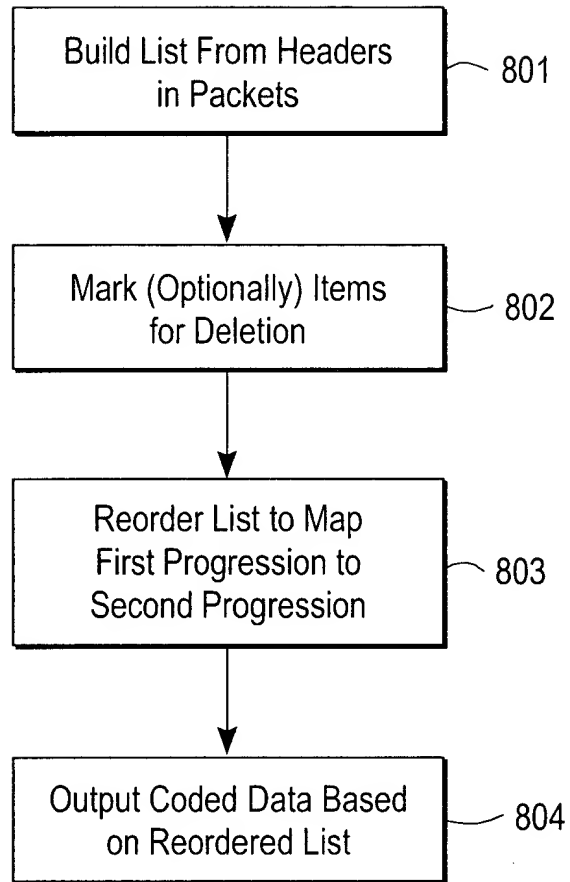 Build List From Headers
in Packets
801
Mark (Optionally) Items
for Deletion
802
Reorder List to Map
First Progression to
Second Progression
803
Output Coded Data Based
on Reordered List
804